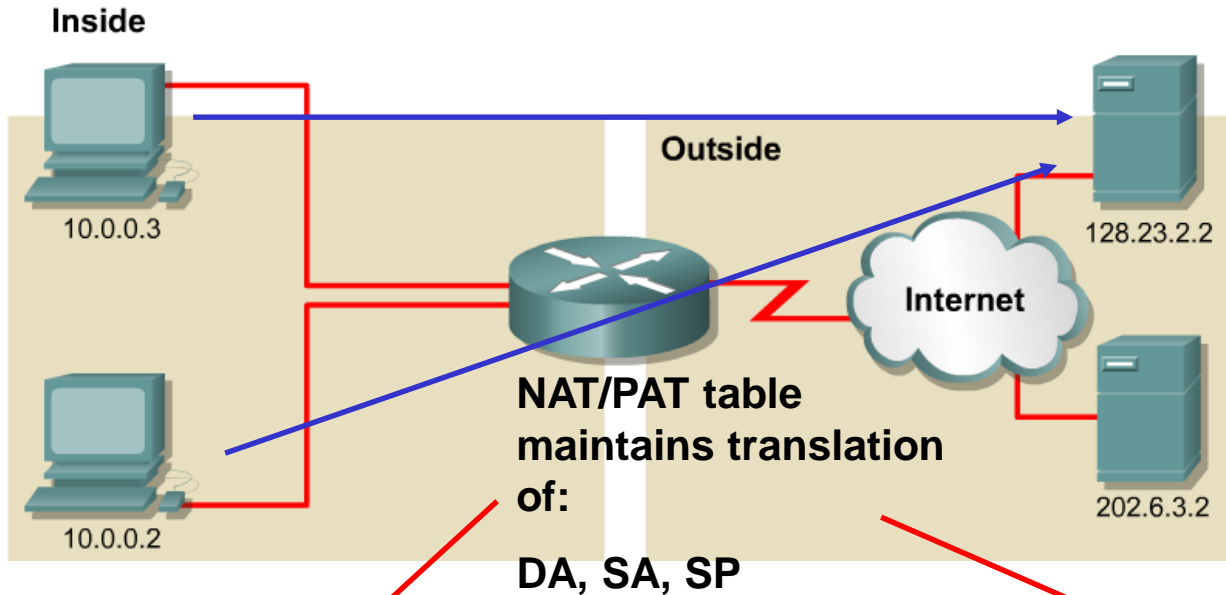 Inside
10.0.0.3
Outside
128.23.2.2
Internet
10.0.0.2
202.6.3.2
NAT/PAT table
maintains translation
of:
DA, SA, SP